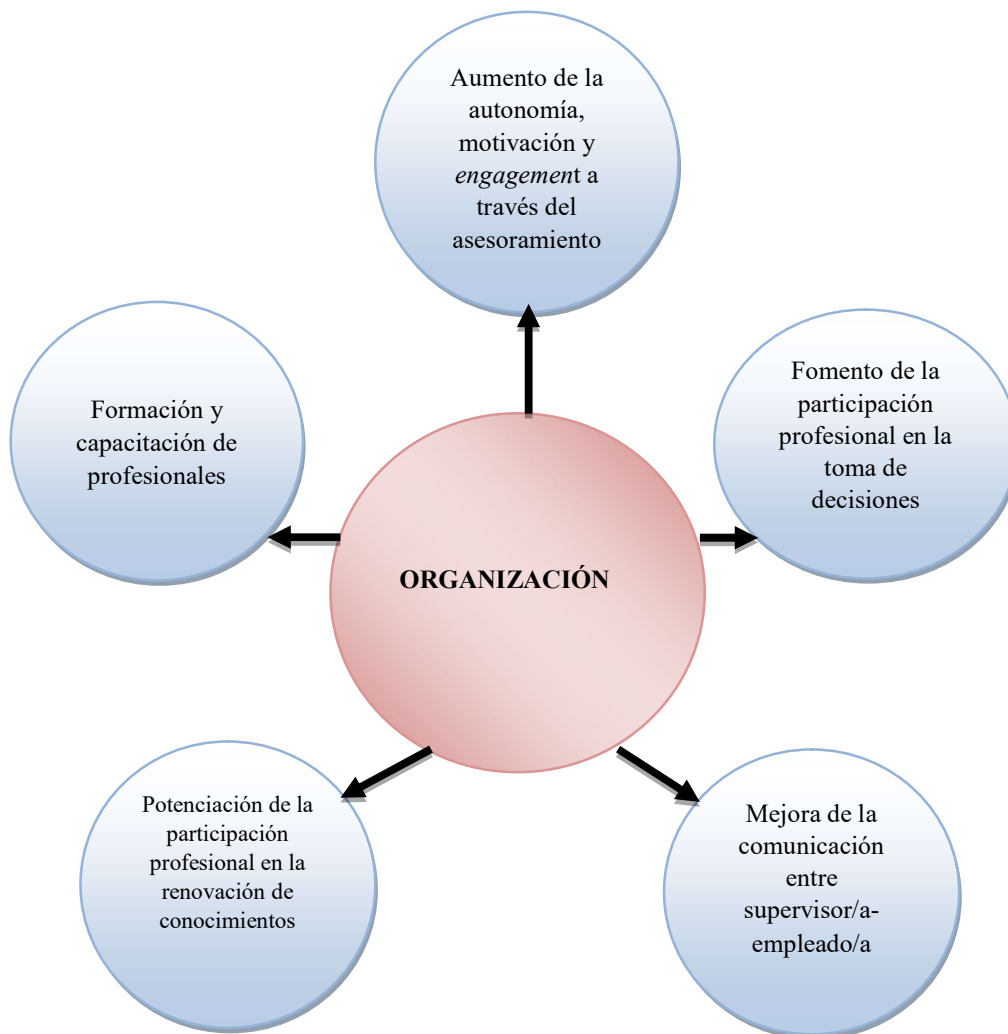 Aumento de la
autonomía,
motivación y
engagement a
través del
asesoramiento
Formación y
capacitación de
profesionales
Fomento de la
participación
profesional en la
toma de
decisiones
ORGANIZACIÓN
Potenciación de la
participación
profesional en la
renovación de
conocimientos
Mejora de la
comunicación
entre
supervisor/a-
empleado/a